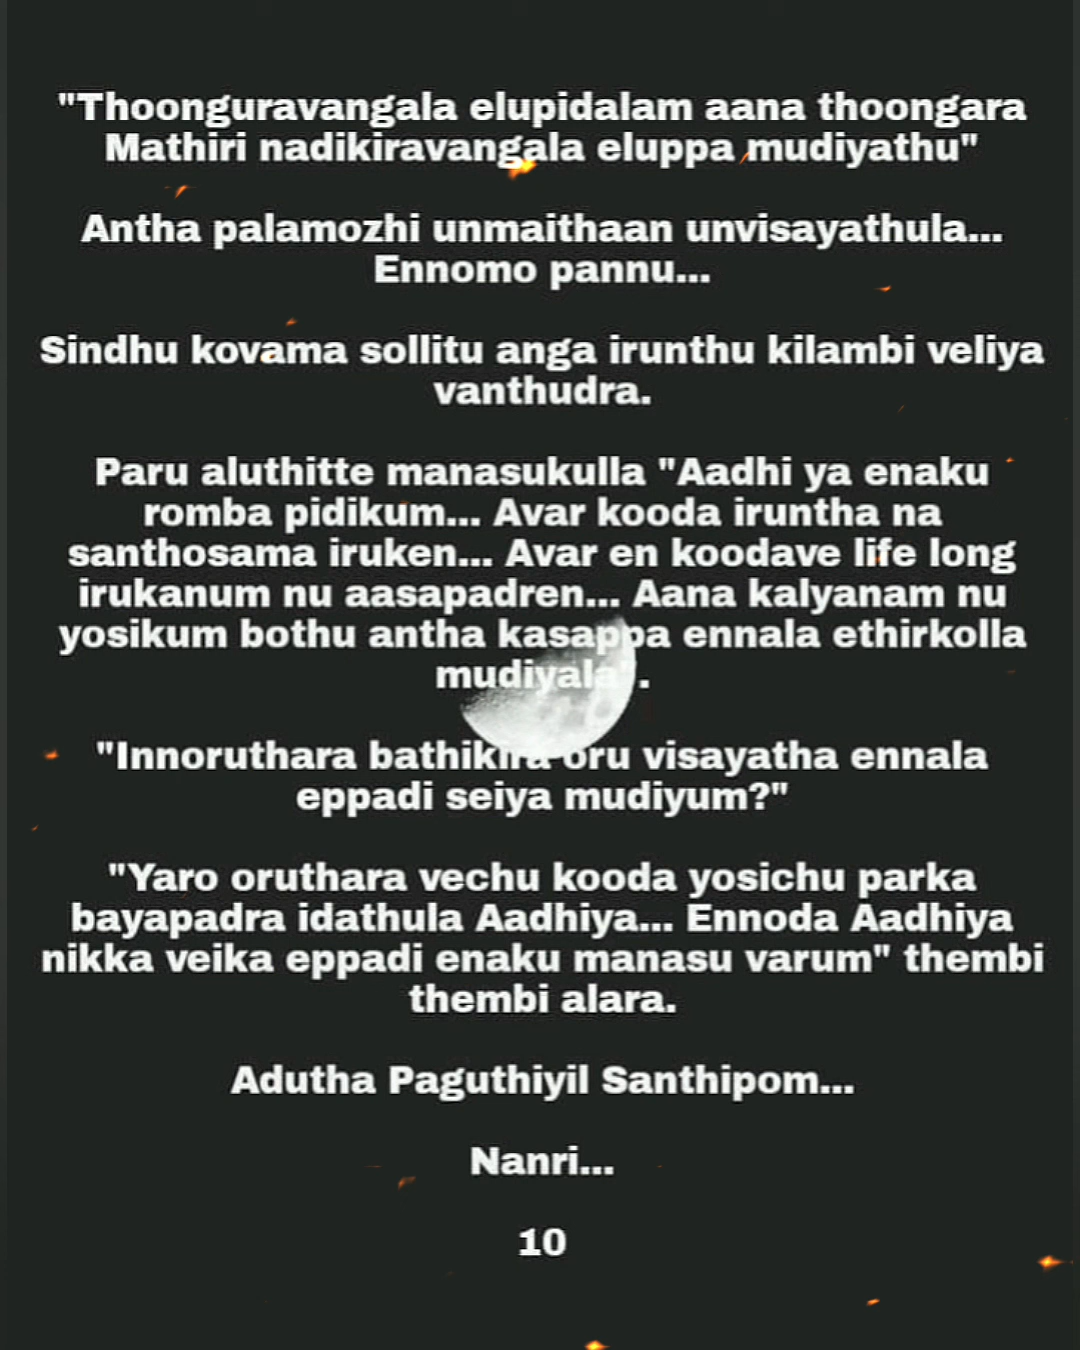 "Thoonguravangala elupidalam aana thoongara
Mathiri nadikiravangala eluppa mudiyathu"
Antha palamozhi unmaithaan unvisayathula...
Ennomo pannu...
Sindhu kovama sollitu anga irunthu kilambi veliya
vanthudra.
Paru aluthitte manasukulla "Aadhi ya enaku
romba pidikum... Avar kooda iruntha na
santhosama iruken... Avar en koodave life long
irukanum nu aasapadren... Aana kalyanam nu
yosikum bothu antha kasappa ennala ethirkolla
mudiyala".
"Innoruthara bathikira oru visayatha ennala
eppadi seiya mudiyum?"
"Yaro oruthara vechu kooda yosichu parka
bayapadra idathula Aadhiya... Ennoda Aadhiya
nikka veika eppadi enaku manasu varum" thembi
thembi alara.
Adutha Paguthiyil Santhipom...
Nanri...
10